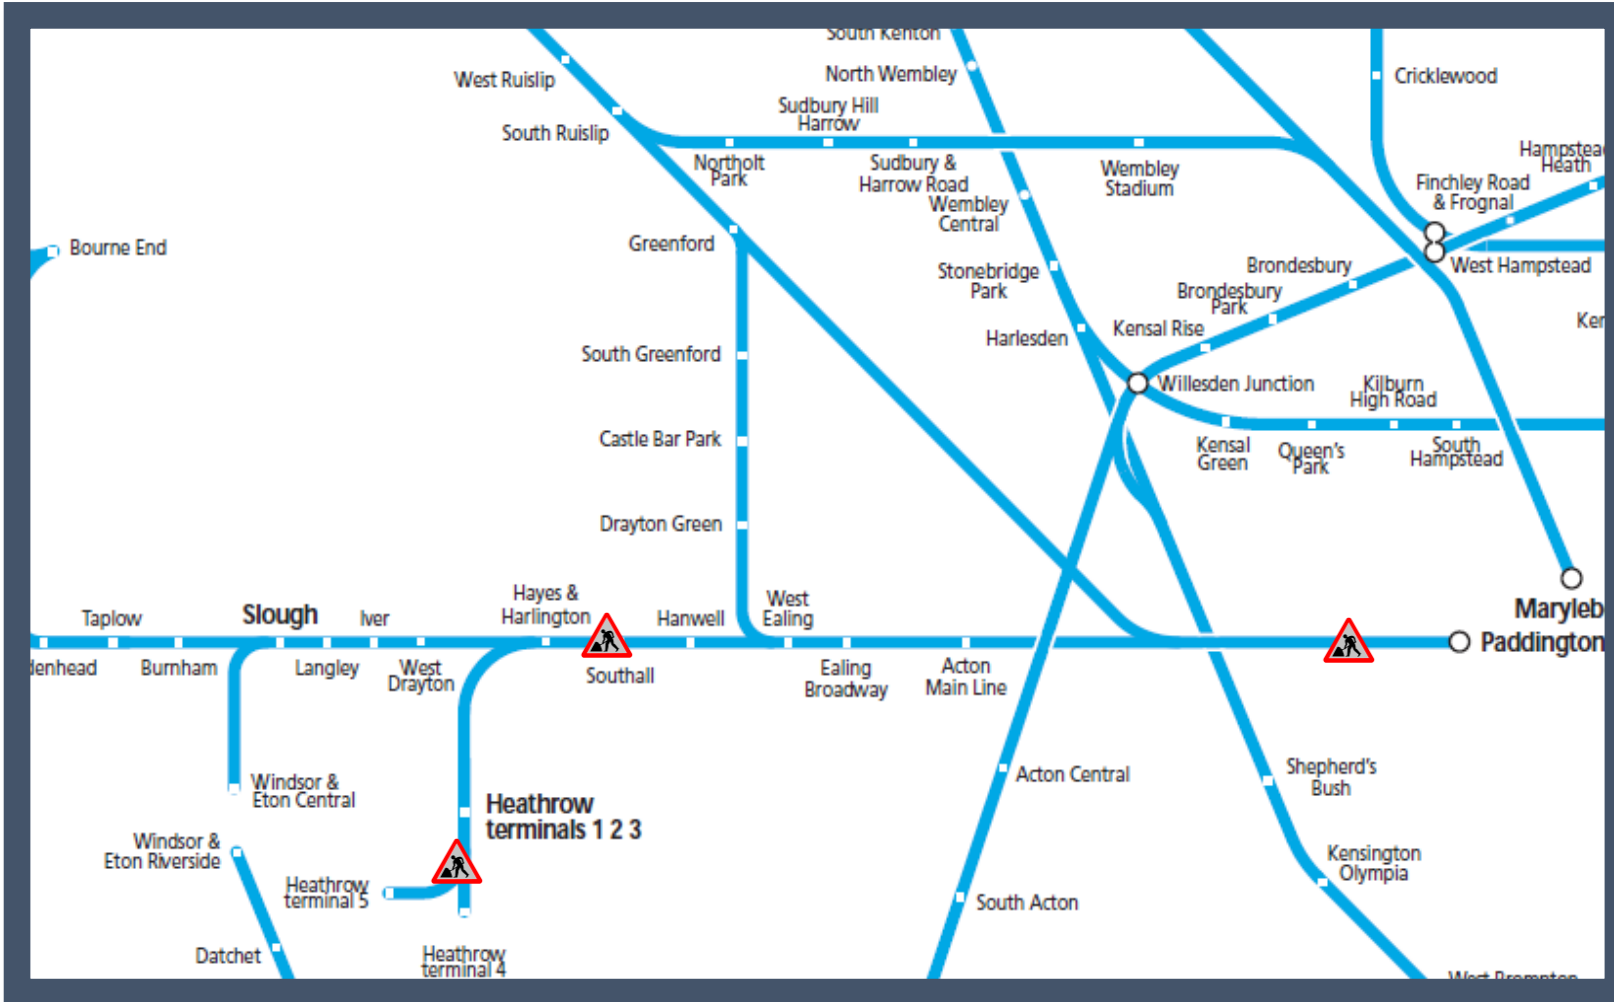 South Kenton
West Ruislip
North Wembley
Cricklewood
Sudbury Hill
Harrow
South Ruislip
Northolt
Park
Sudbury &
Harrow Road
Wembley
Stadium
Hampstead
Heath
Finchley Road
& Frognal
Wembley
Central
Greenford
Bourne End
Stonebridge
Park
Brondesbury
West Hampstead
Brondesbury
Park
Kensal Rise
Ker
Harlesden
South Greenford
Willesden Junction
Kilburn
High Road
Castle Bar Park
Kensal
Green
Queen's
Park
South
Hampstead
Drayton Green
Hayes &
Harlington
West
Ealing
Taplow
Slough
Iver
Hanwell
Maryleb
Paddington
denhead
Burnham
Langley
West
Drayton
Southall
Ealing
Broadway
Acton
Main Line
Windsor &
Eton Central
Acton Central
Shepherd's
Bush
Heathrow
terminals 1 2 3
Windsor &
Eton Riverside
Kensington
Olympia
Heathrow
terminal 5
South Acton
Datchet
Heathrow
terminal 4
West Brompton